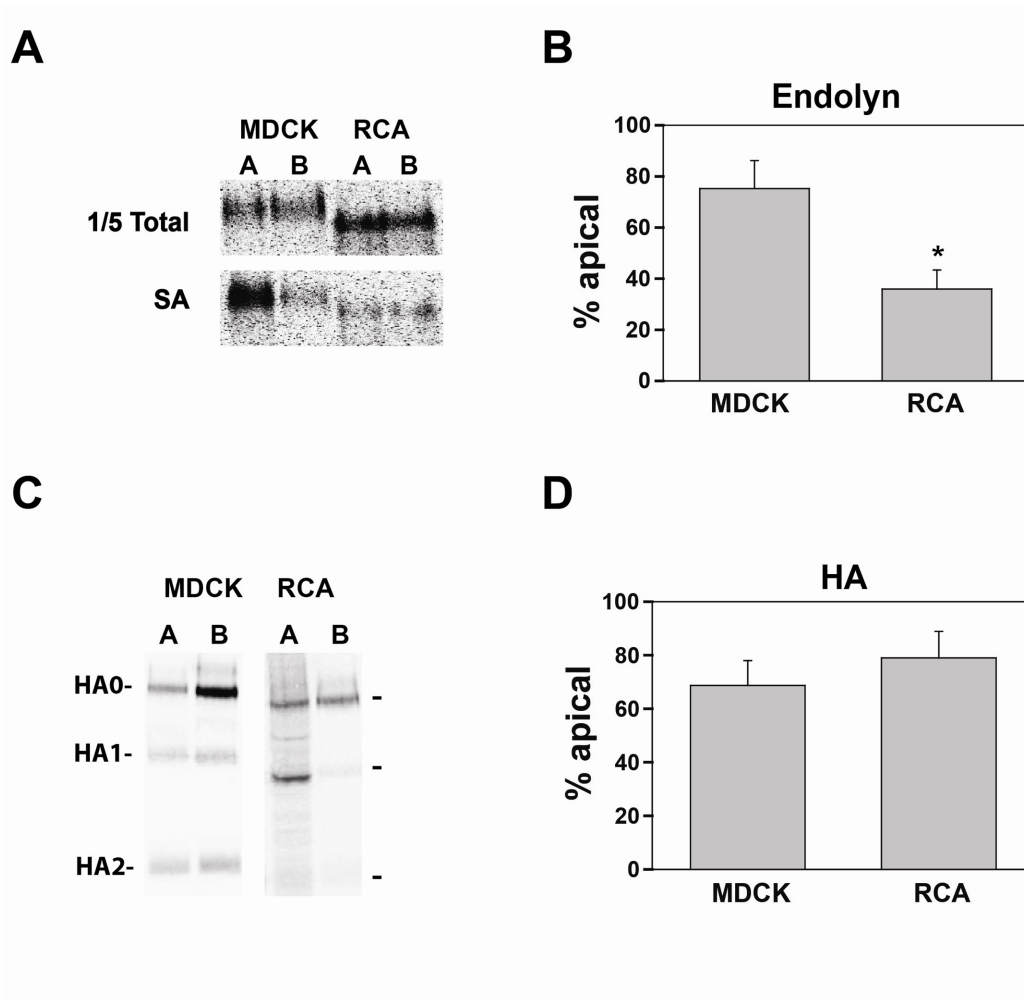 A
MDCK RCA
A B A B
1/5 Total
SA
B
Endolyn
% apical
100
80
60
40
20
0
*
MDCK RCA
C
MDCK RCA
A B A B
HA0-
HA1-
HA2-
-
-
-
D
HA
% apical
100
80
60
40
20
0
MDCK RCA